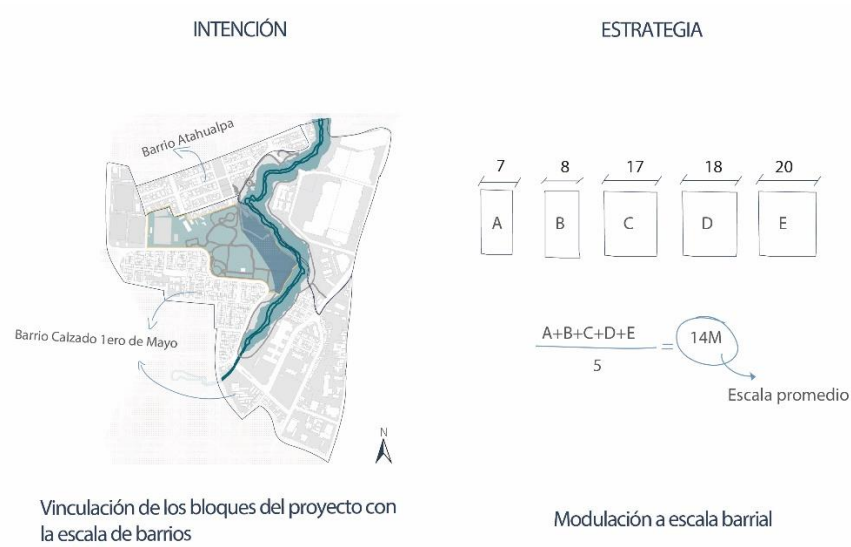 INTENCIÓN
Barrio Atahualpa
Barrio Calzado 1ero de Mayo
N
Vinculación de los bloques del proyecto con
la escala de barrios
ESTRATEGIA
7 8 17 18 20
A B C D E
A+B+C+D+E
5
= 14M
Escala promedio
Modulación a escala barrial